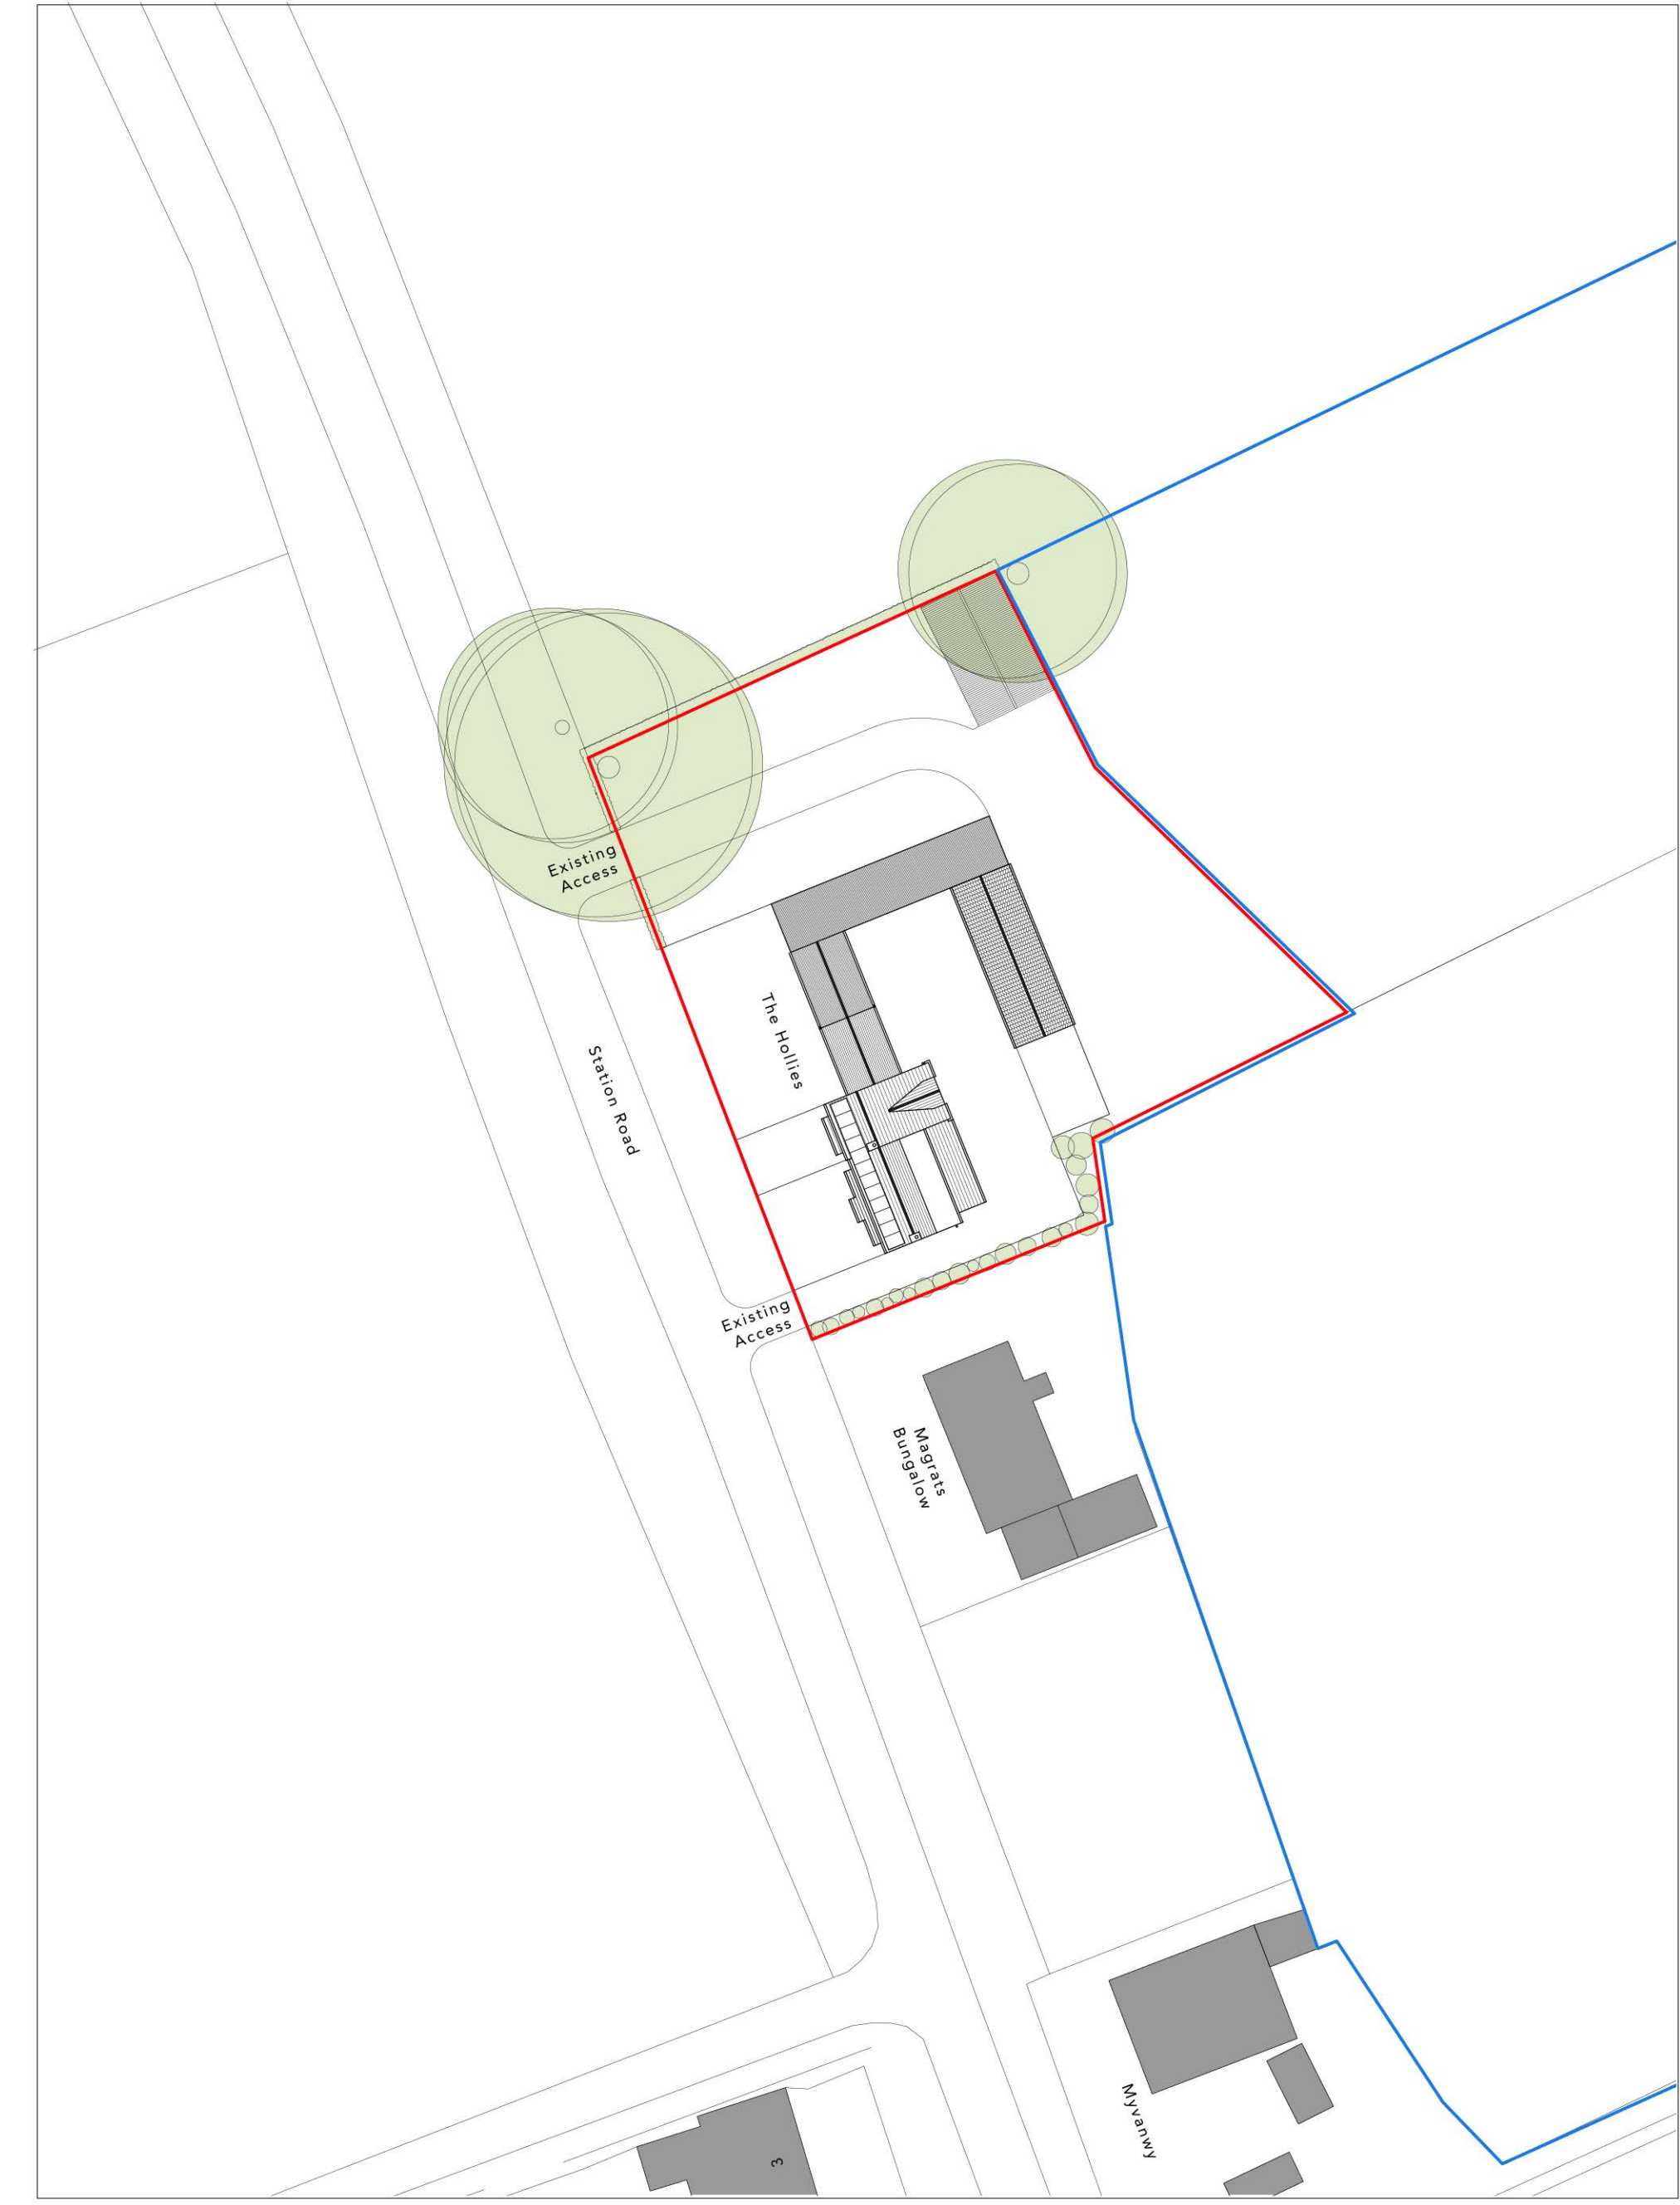 Existing
Access
The Hollies
Station Road
Existing
Access
Magrats
Bungalow
Myvanwy
3